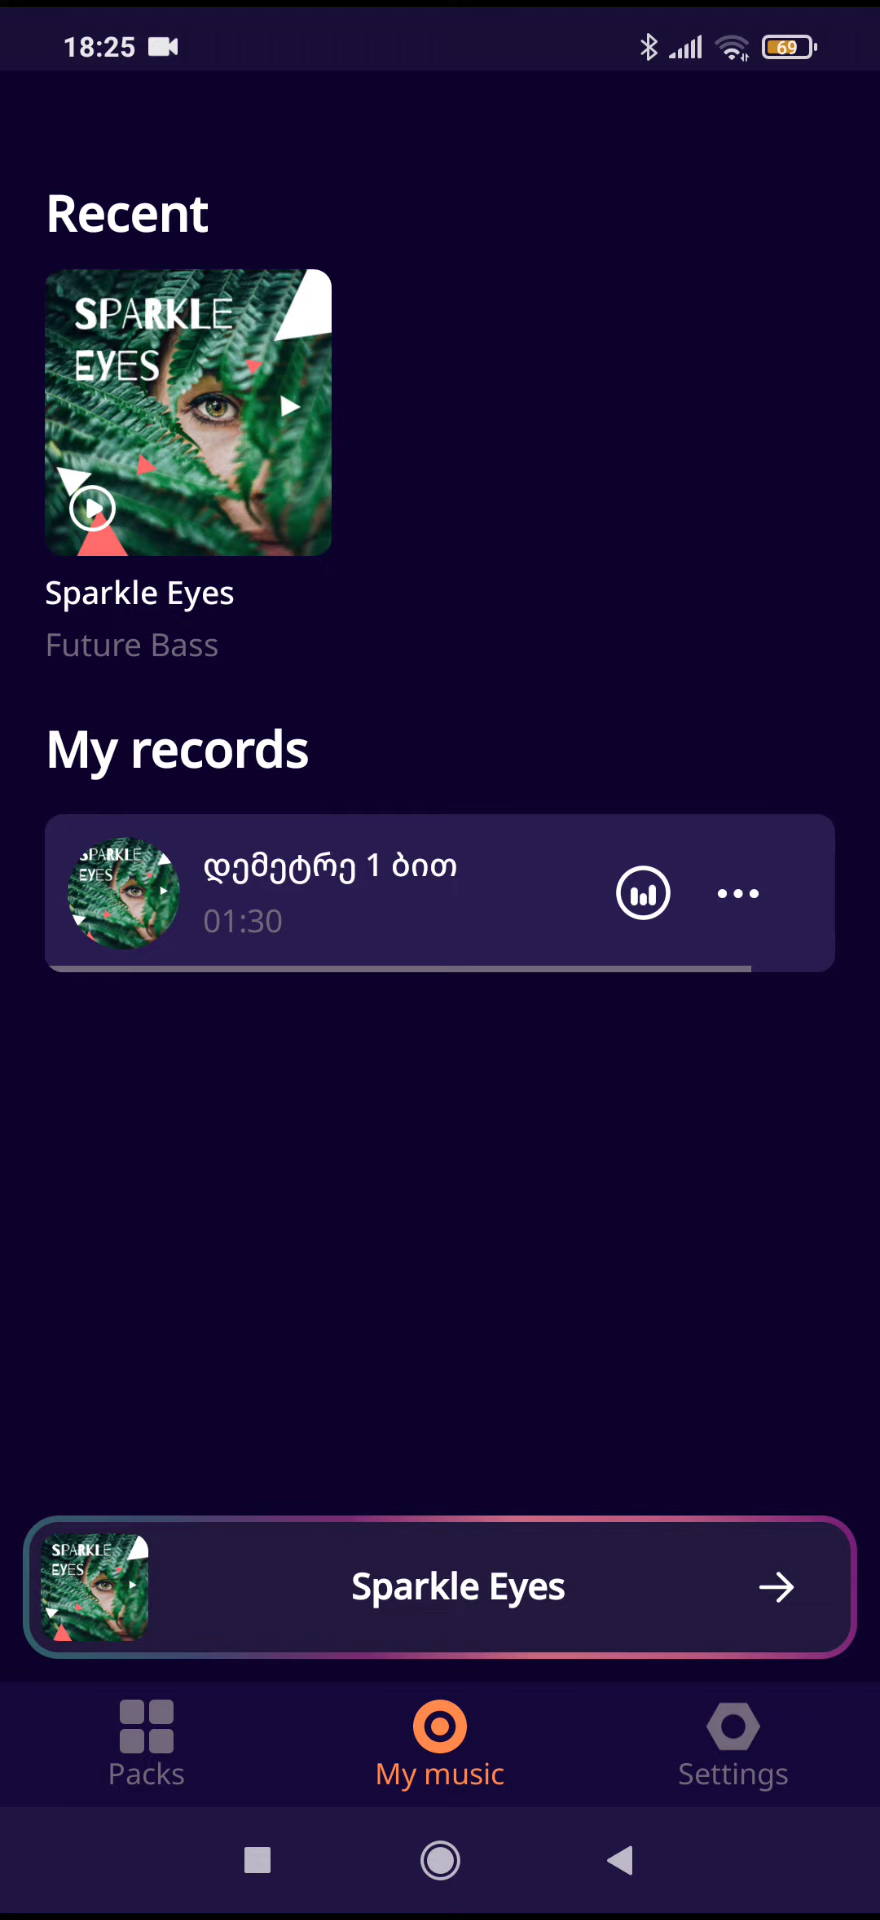 18:25
69
Recent
SPARKLE
EYES
Sparkle Eyes
Future Bass
My records
SPARKLE
EYES
დემეტრე 1 ბით
01:30
SPARKLE
EYES
Sparkle Eyes
Packs
My music
Settings